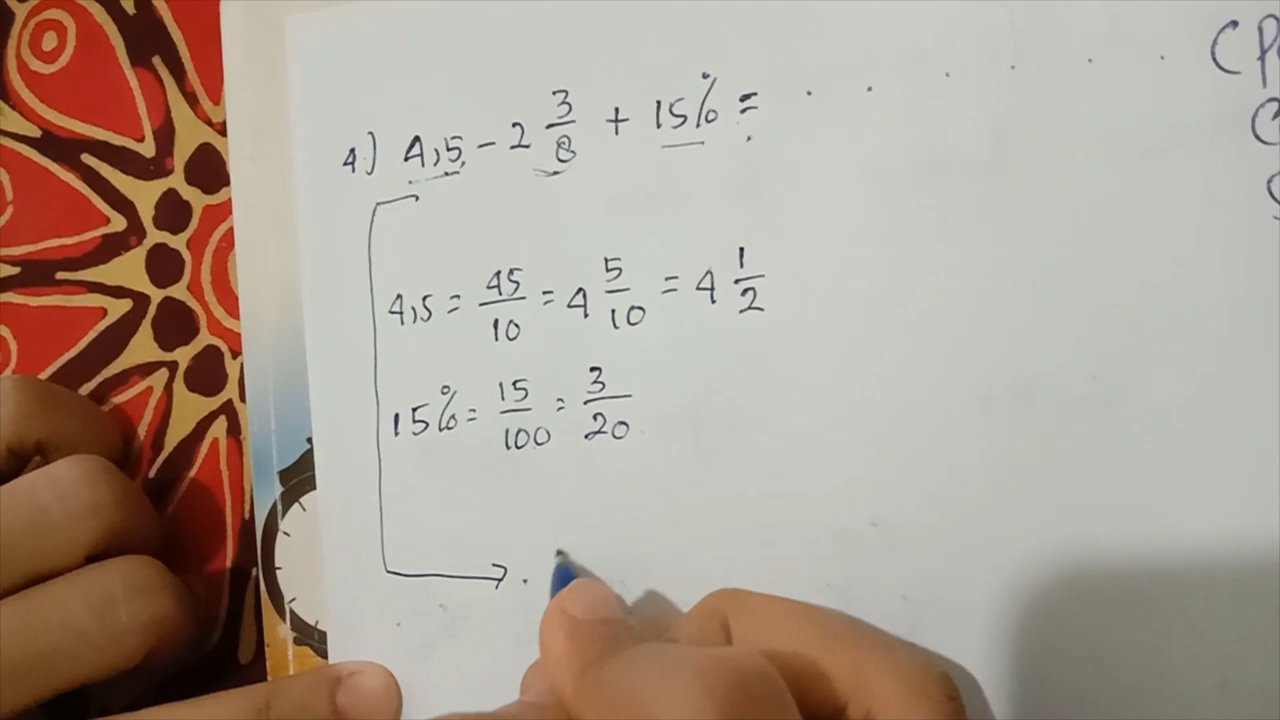 4.) 4,5 - 2 3/8 + 15% = . . . . . . . (P
4,5 = 45/10 = 4 5/10 = 4 1/2
15% = 15/100 = 3/20